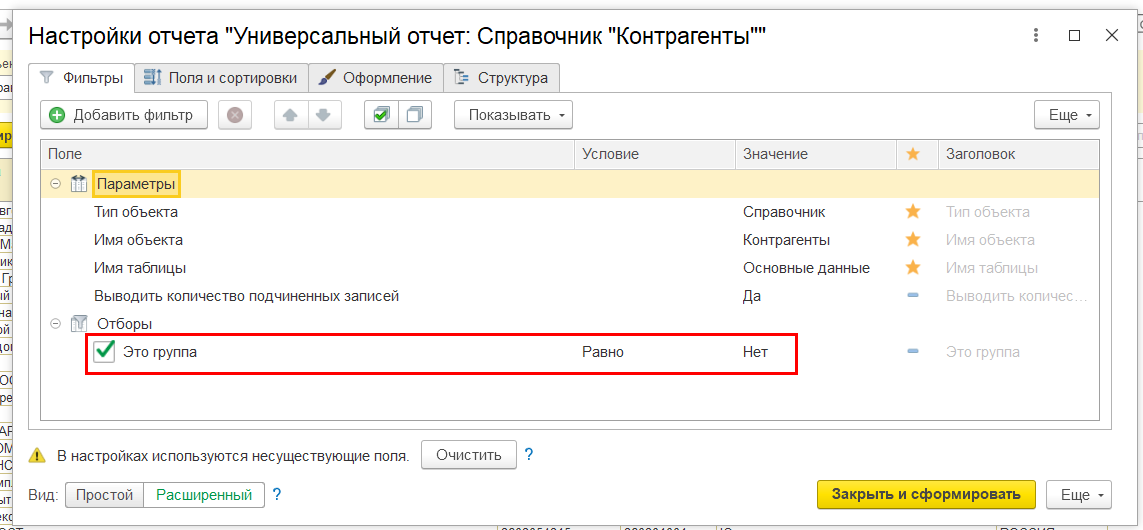 Настройки отчета "Универсальный отчет: Справочник "Контрагенты""
Фильтры Поля и сортировки Оформление Структура
Добавить фильтр Показывать Еще
Поле Условие Значение Заголовок
Параметры
Тип объекта Справочник Тип объекта
Имя объекта Контрагенты Имя объекта
Имя таблицы Основные данные Имя таблицы
Выводить количество подчиненных записей Да Выводить количес...
Отборы
Это группа Равно Нет Это группа
В настройках используются несуществующие поля. Очистить ?
Вид: Простой Расширенный ? Закрыть и сформировать Еще